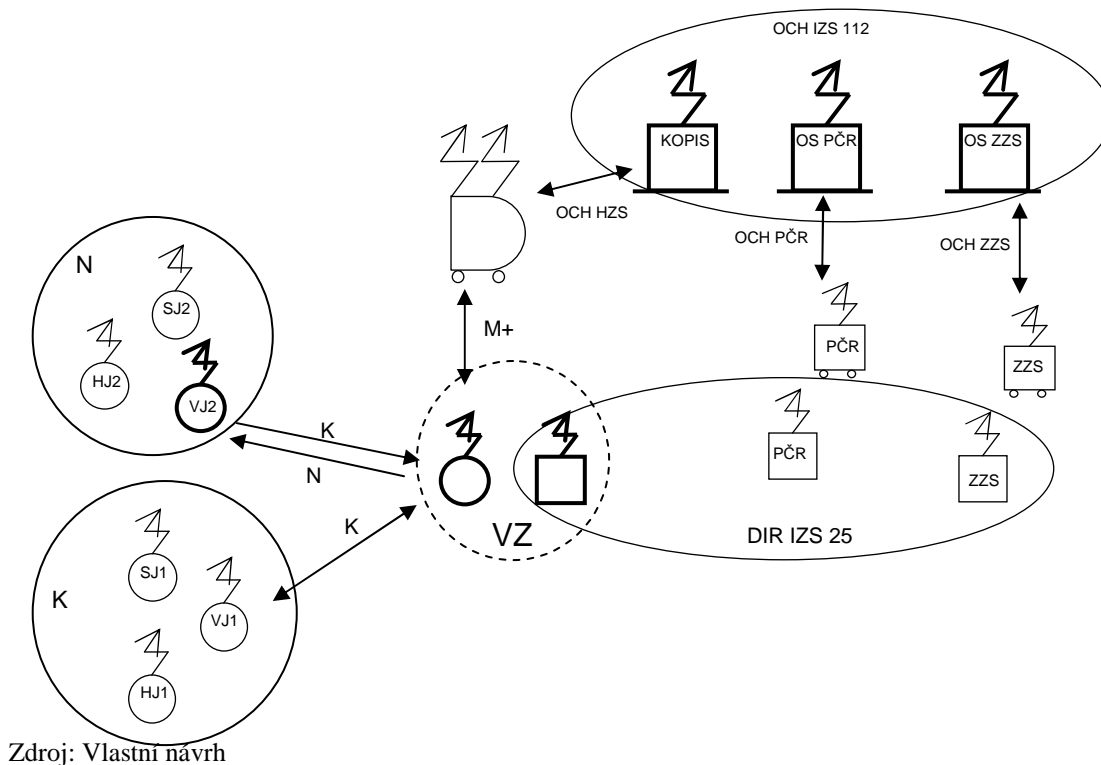 OCH IZS 112
KOPIS
OS PČR
OS ZZS
OCH HZS
OCH PČR
OCH ZZS
N
SJ2
HJ2
VJ2
M+
PČR
ZZS
K
N
PČR
ZZS
VZ
DIR IZS 25
K
K
SJ1
VJ1
HJ1
Zdroj: Vlastní návrh